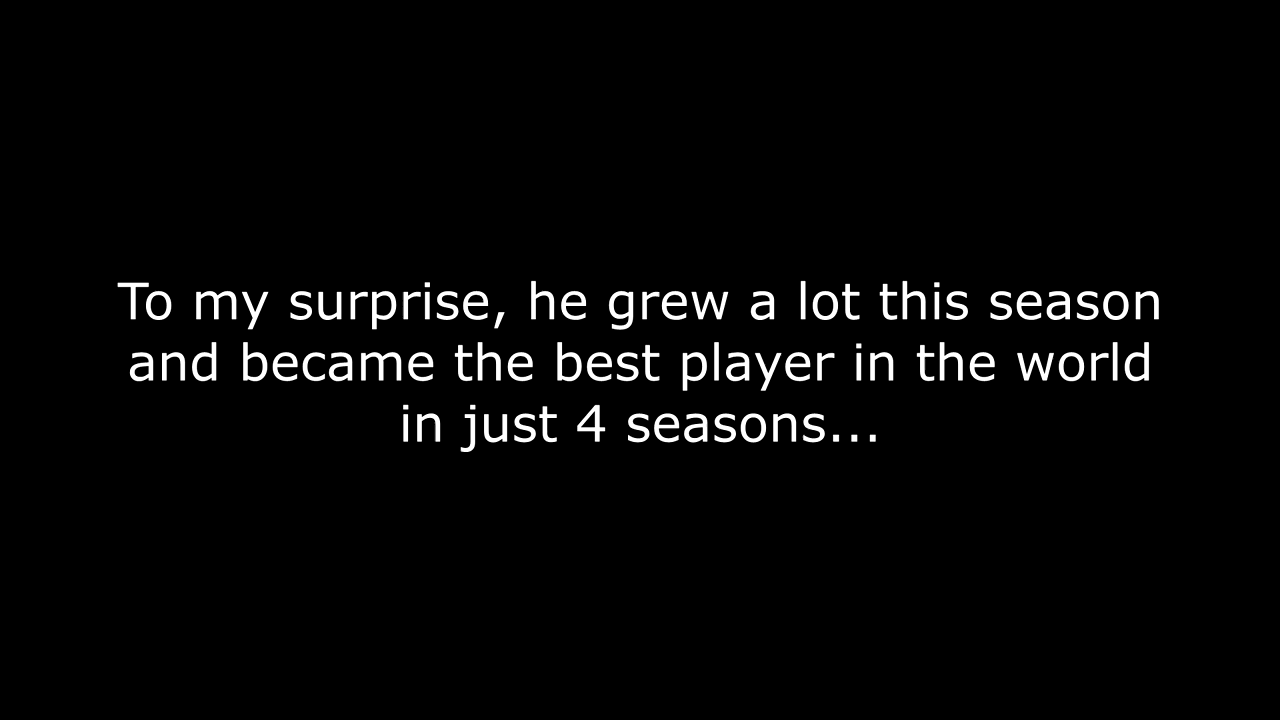 To my surprise, he grew a lot this season
and became the best player in the world
in just 4 seasons...